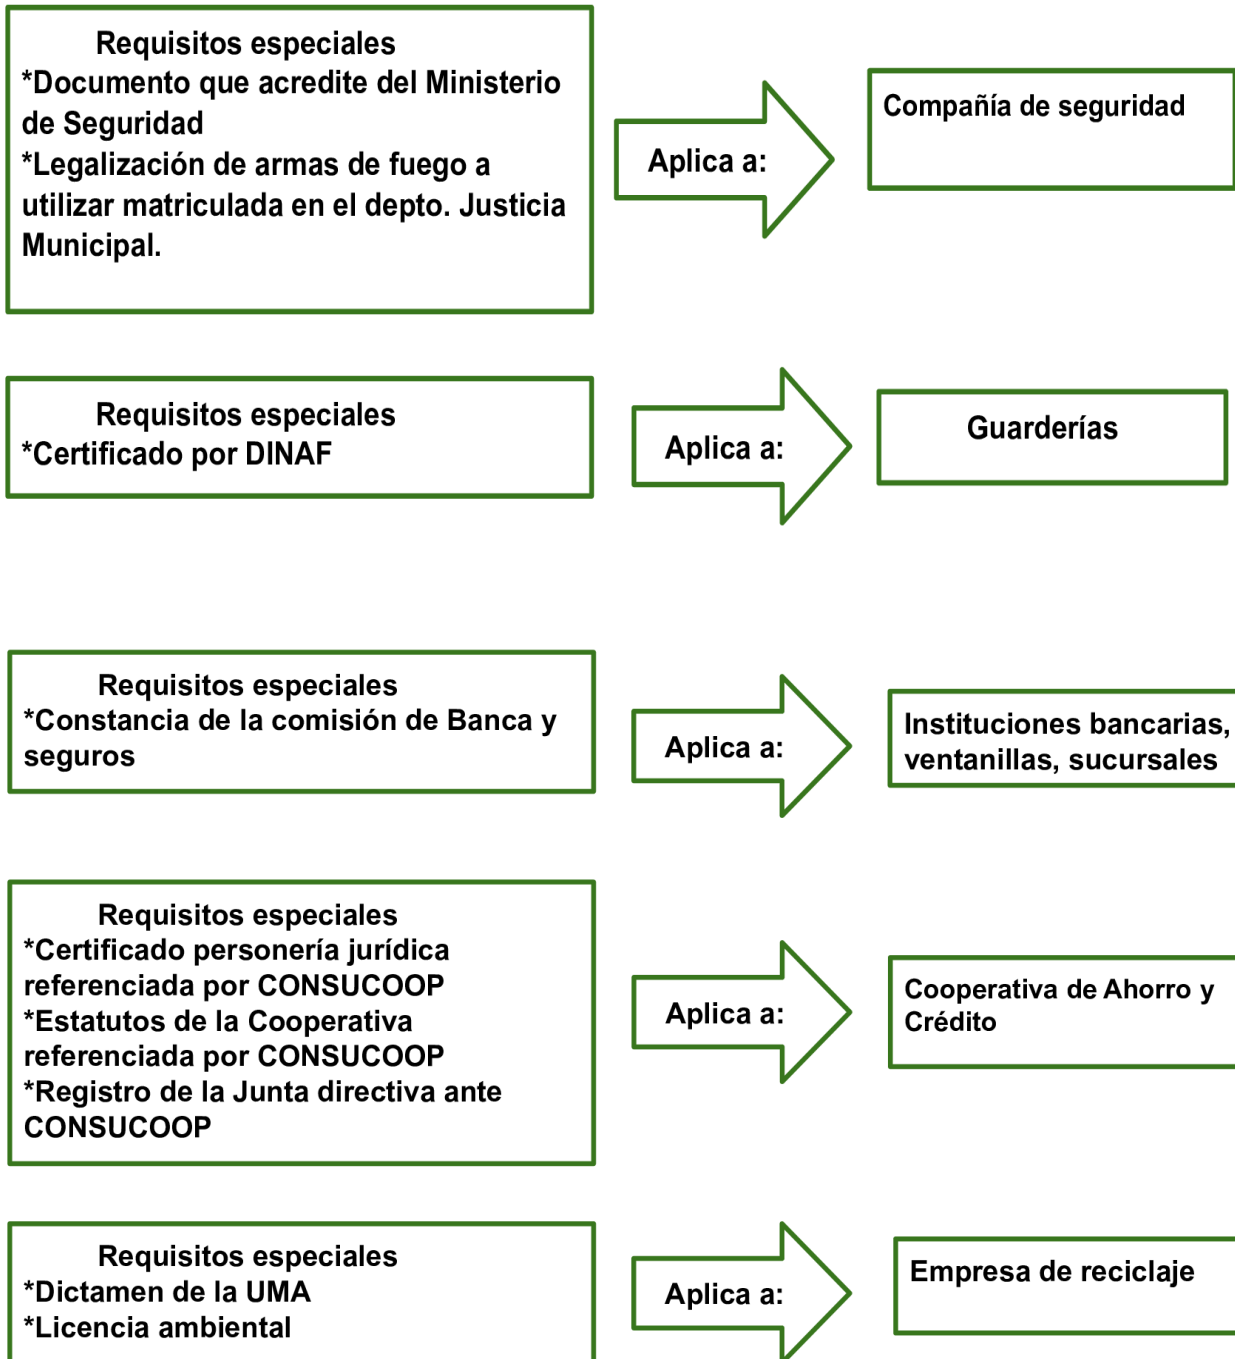 Requisitos especiales
*Documento que acredite del Ministerio
de Seguridad
*Legalización de armas de fuego a
utilizar matriculada en el depto. Justicia
Municipal.
Aplica a:
Compañía de seguridad
Requisitos especiales
*Certificado por DINAF
Aplica a:
Guarderías
Requisitos especiales
*Constancia de la comisión de Banca y
seguros
Aplica a:
Instituciones bancarias,
ventanillas, sucursales
Requisitos especiales
*Certificado personería jurídica
referenciada por CONSUCOOP
*Estatutos de la Cooperativa
referenciada por CONSUCOOP
*Registro de la Junta directiva ante
CONSUCOOP
Aplica a:
Cooperativa de Ahorro y
Crédito
Requisitos especiales
*Dictamen de la UMA
*Licencia ambiental
Aplica a:
Empresa de reciclaje